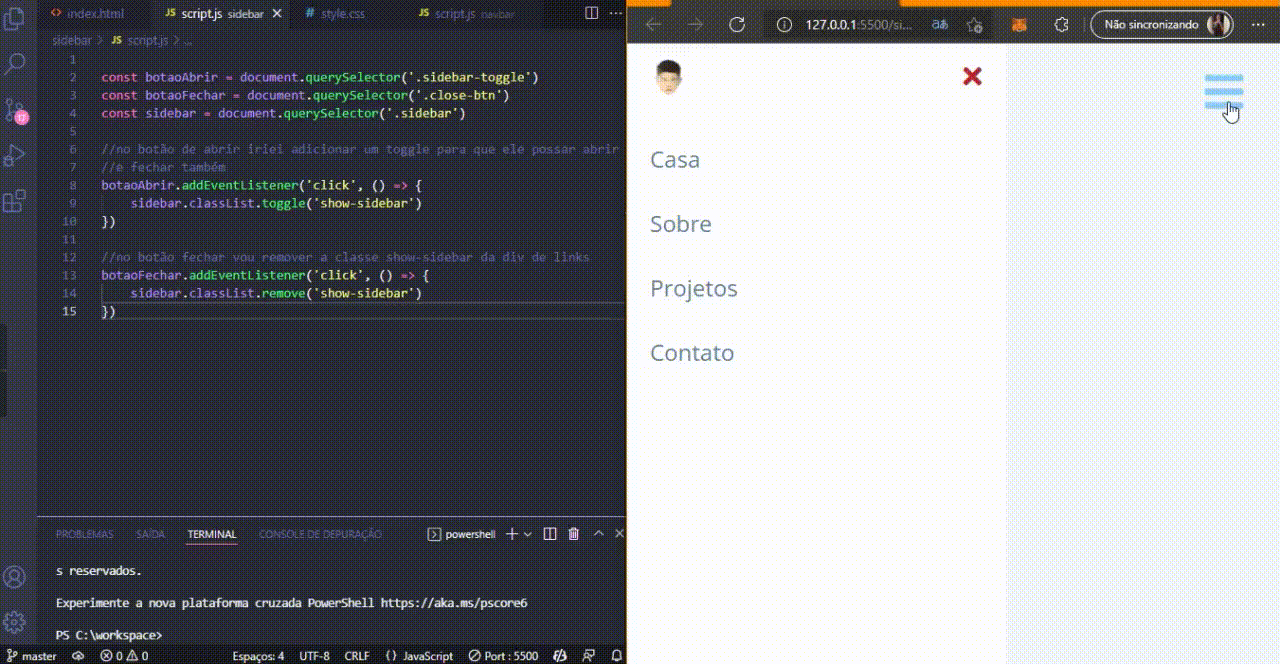 index.html
JS script.js sidebar
# style.css
JS script.js navbar
sidebar > JS script.js > ...
1
2 const botaoAbrir = document.querySelector('.sidebar-toggle')
3 const botaoFechar = document.querySelector('.close-btn')
4 const sidebar = document.querySelector('.sidebar')
5
6 //no botão de abrir iriei adicionar um toggle para que ele possar abrir
7 //e fechar também
8 botaoAbrir.addEventListener('click', () => {
9 sidebar.classList.toggle('show-sidebar')
10 })
11
12 //no botão fechar vou remover a classe show-sidebar da div de links
13 botaoFechar.addEventListener('click', () => {
14 sidebar.classList.remove('show-sidebar')
15 })
17
PROBLEMAS SAÍDA TERMINAL CONSOLE DE DEPURAÇÃO powershell
s reservados.
Experimente a nova plataforma cruzada PowerShell https://aka.ms/pscore6
PS C:\workspace>
master 0 0 Espaços: 4 UTF-8 CRLF {} JavaScript Port : 5500
127.0.0.1:5500/si... aあ Não sincronizando
Casa
Sobre
Projetos
Contato